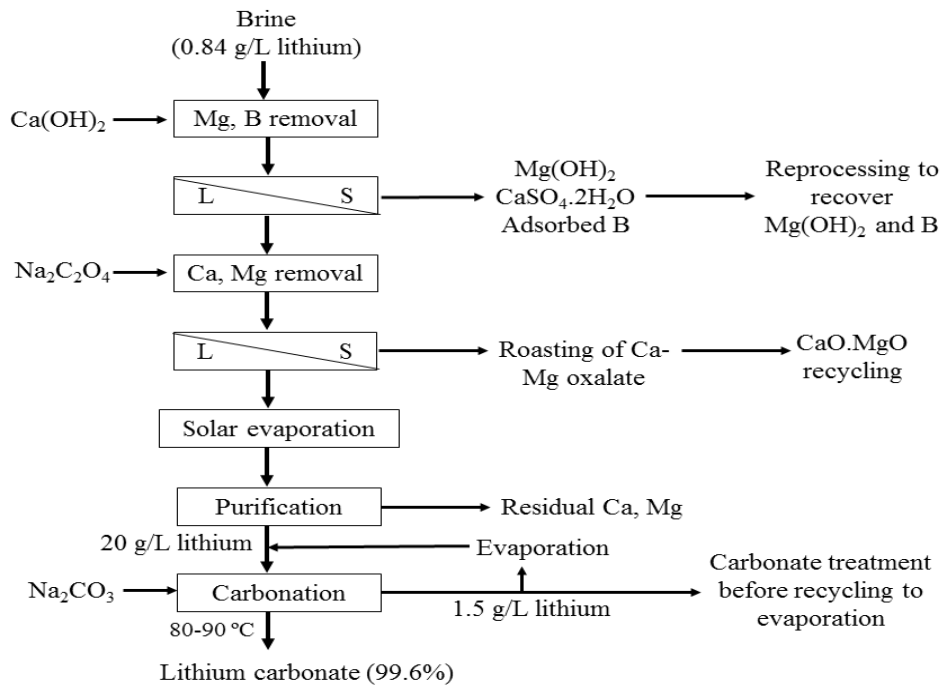 Brine
(0.84 g/L lithium)
Ca(OH)₂
Mg, B removal
L
S
Mg(OH)₂
CaSO₄.2H₂O
Adsorbed B
Reprocessing to
recover
Mg(OH)₂ and B
Na₂C₂O₄
Ca, Mg removal
L
S
Roasting of Ca-
Mg oxalate
CaO.MgO
recycling
Solar evaporation
Purification
Residual Ca, Mg
20 g/L lithium
Evaporation
Na₂CO₃
Carbonation
1.5 g/L lithium
Carbonate treatment
before recycling to
evaporation
80-90 ºC
Lithium carbonate (99.6%)